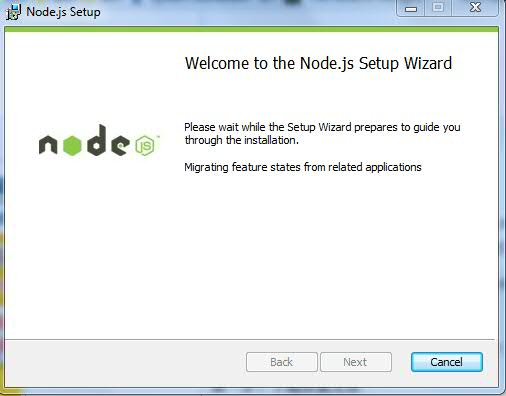 Node.js Setup
Welcome to the Node.js Setup Wizard
node
JS
Please wait while the Setup Wizard prepares to guide you
through the installation.
Migrating feature states from related applications
Back
Next
Cancel